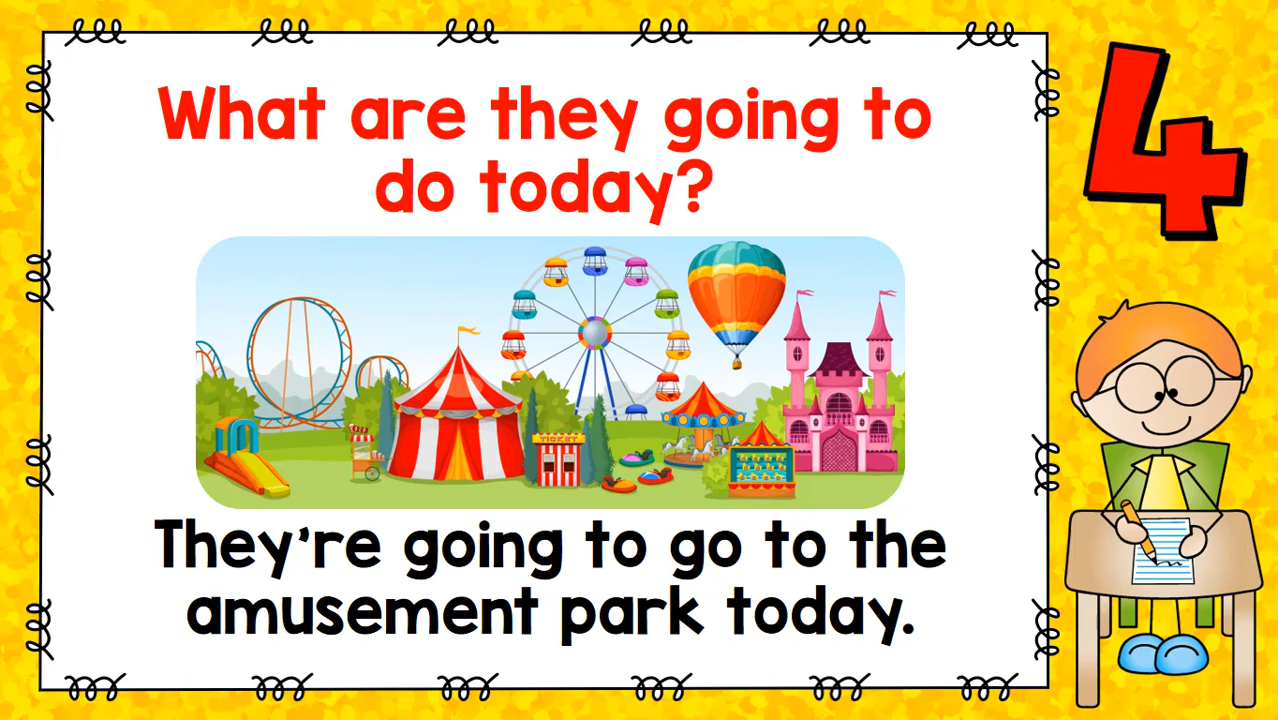 What are they going to
do today?
4
TICKET
They're going to go to the
amusement park today.